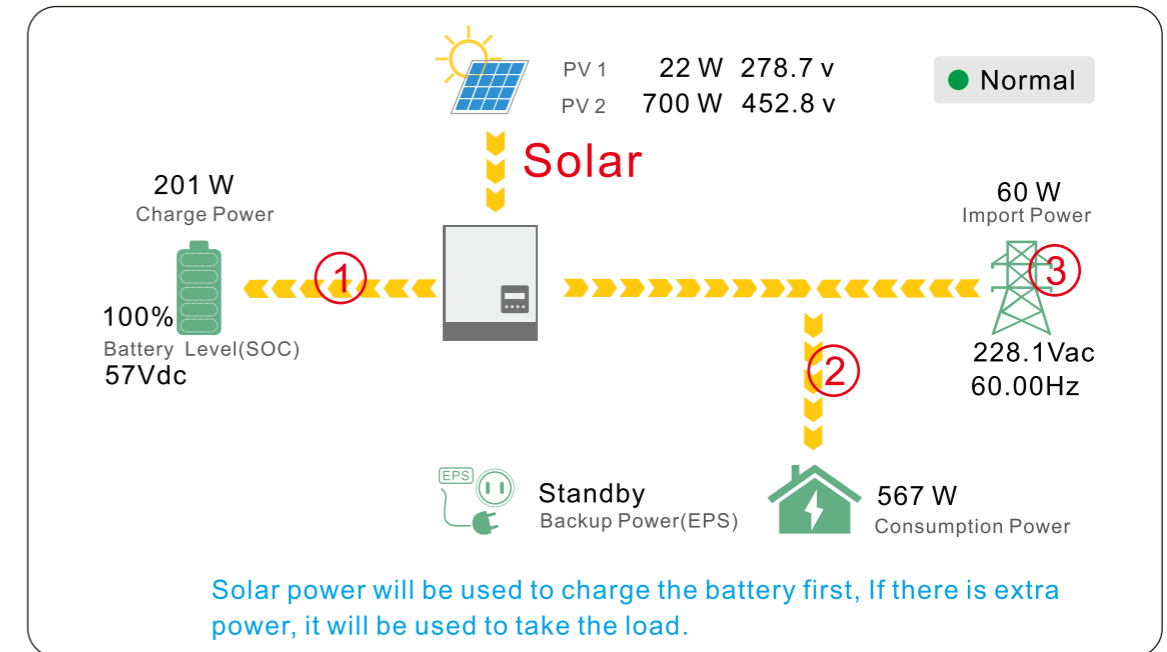 PV 1 22 W 278.7 v
PV 2 700 W 452.8 v
Normal
Solar
201 W
Charge Power
60 W
Import Power
1
3
100%
Battery Level(SOC)
57Vdc
2
228.1Vac
60.00Hz
EPS
Standby
Backup Power(EPS)
567 W
Consumption Power
Solar power will be used to charge the battery first, If there is extra
power, it will be used to take the load.